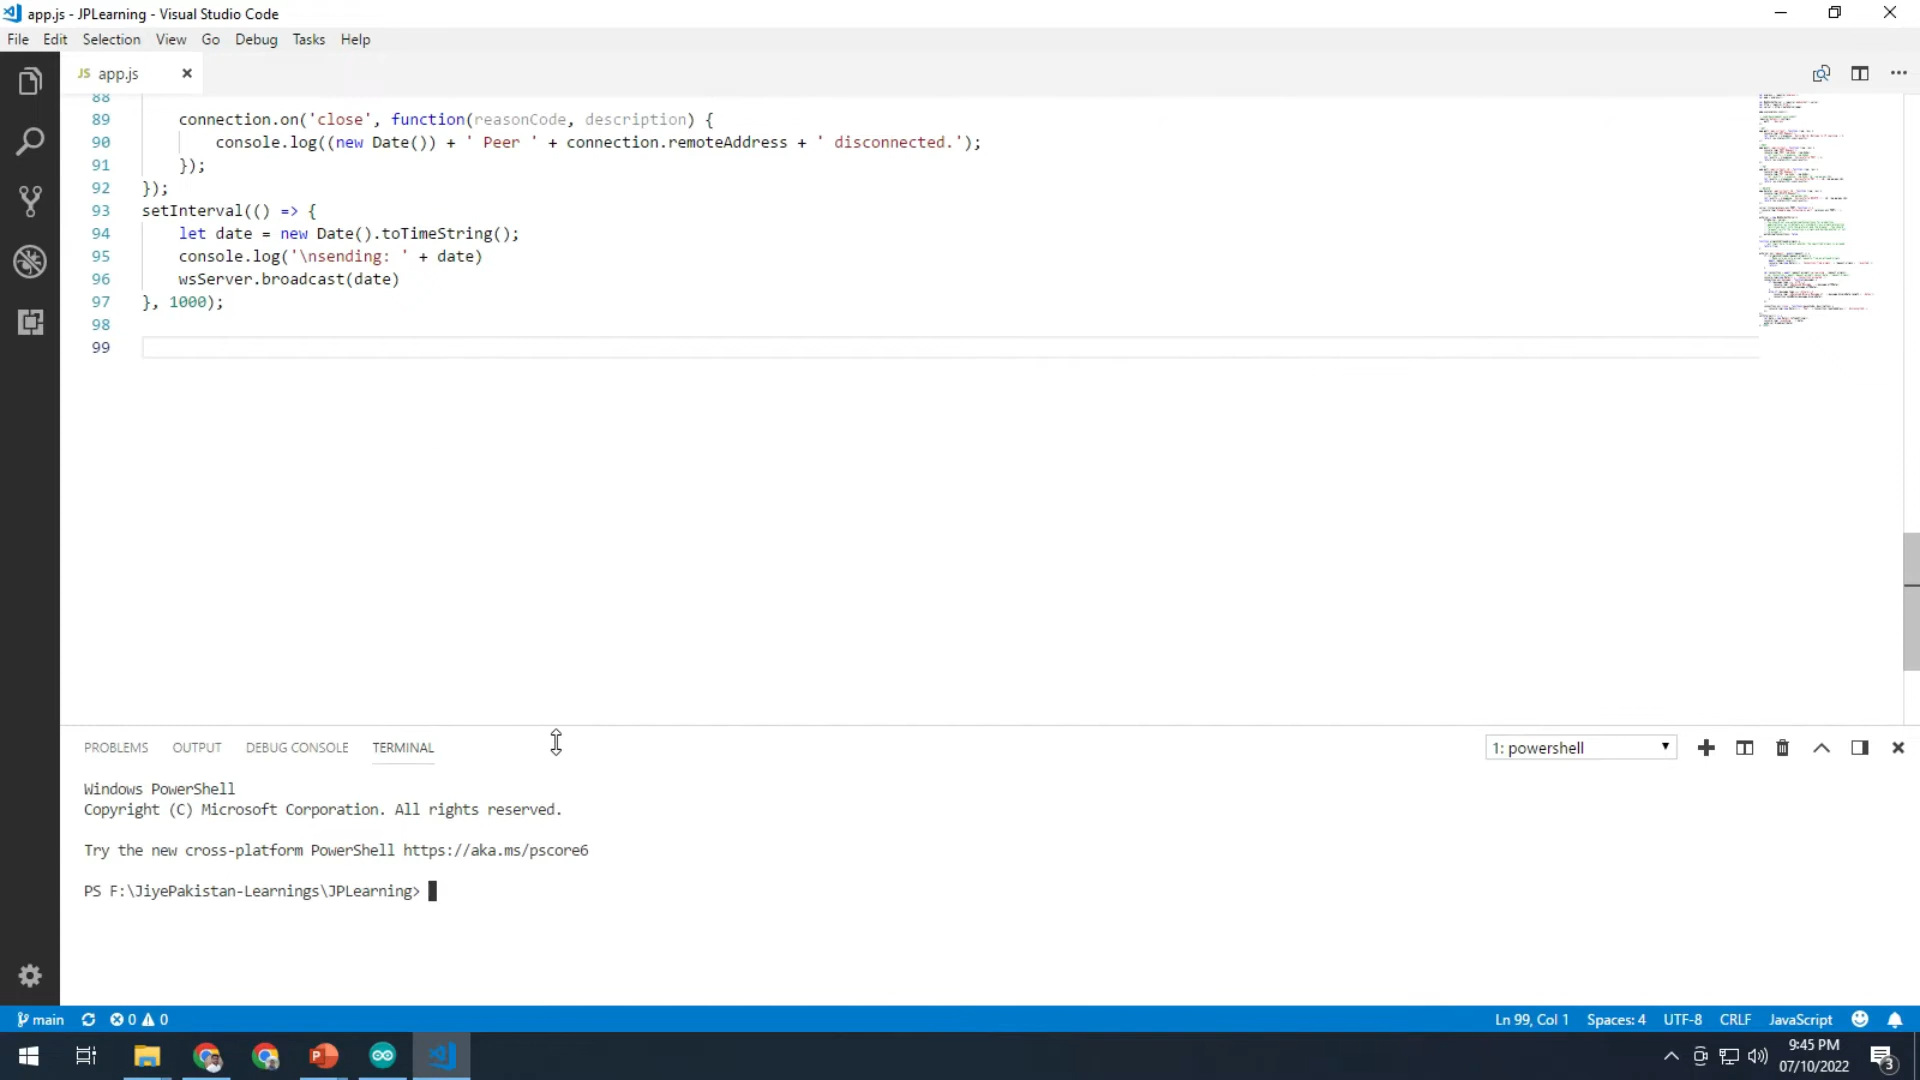 app.js - JPLearning - Visual Studio Code
File Edit Selection View Go Debug Tasks Help
JS app.js
88
89 connection.on('close', function(reasonCode, description) {
90 console.log((new Date()) + ' Peer ' + connection.remoteAddress + ' disconnected.');
91 });
92 });
93 setInterval(() => {
94 let date = new Date().toTimeString();
95 console.log('\nsending: ' + date)
96 wsServer.broadcast(date)
97 }, 1000);
98
99
PROBLEMS OUTPUT DEBUG CONSOLE TERMINAL 1: powershell
Windows PowerShell
Copyright (C) Microsoft Corporation. All rights reserved.
Try the new cross-platform PowerShell https://aka.ms/pscore6
PS F:\JiyePakistan-Learnings\JPLearning>
main 0 0 Ln 99, Col 1 Spaces: 4 UTF-8 CRLF JavaScript
9:45 PM
07/10/2022
3